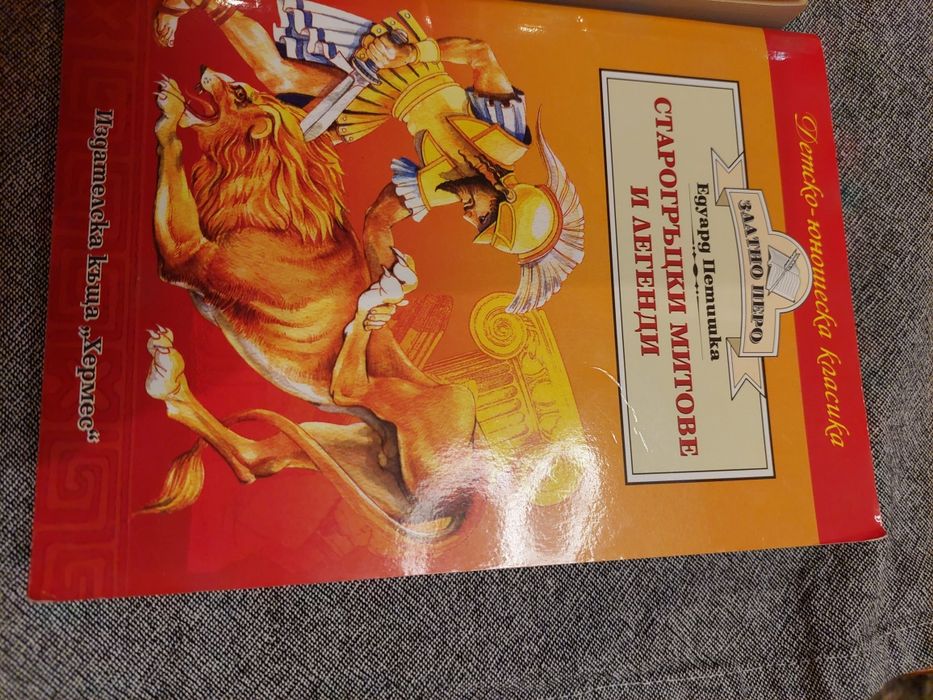 Детско-юношеска класика
ЗЛАТНО ПЕРО
Едуард Петишка
СТАРОГРЪЦКИ МИТОВЕ
И ЛЕГЕНДИ
Издателска къща „Хермес“